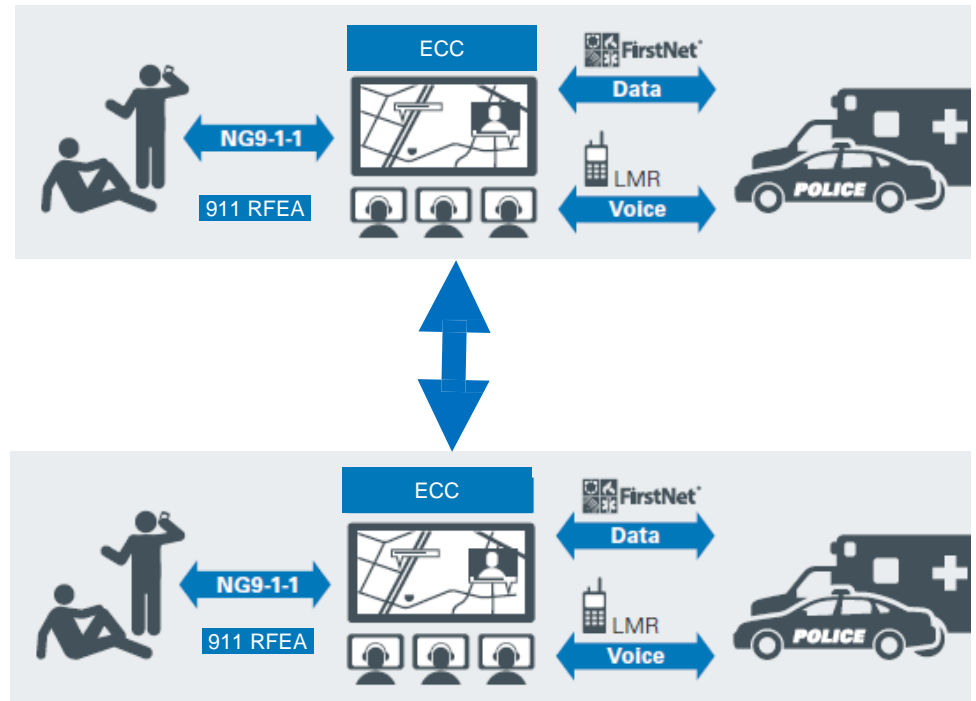 ECC
FirstNet
Data
NG9-1-1
LMR
911 RFEA
Voice
POLICE
ECC
FirstNet
Data
NG9-1-1
LMR
911 RFEA
Voice
POLICE